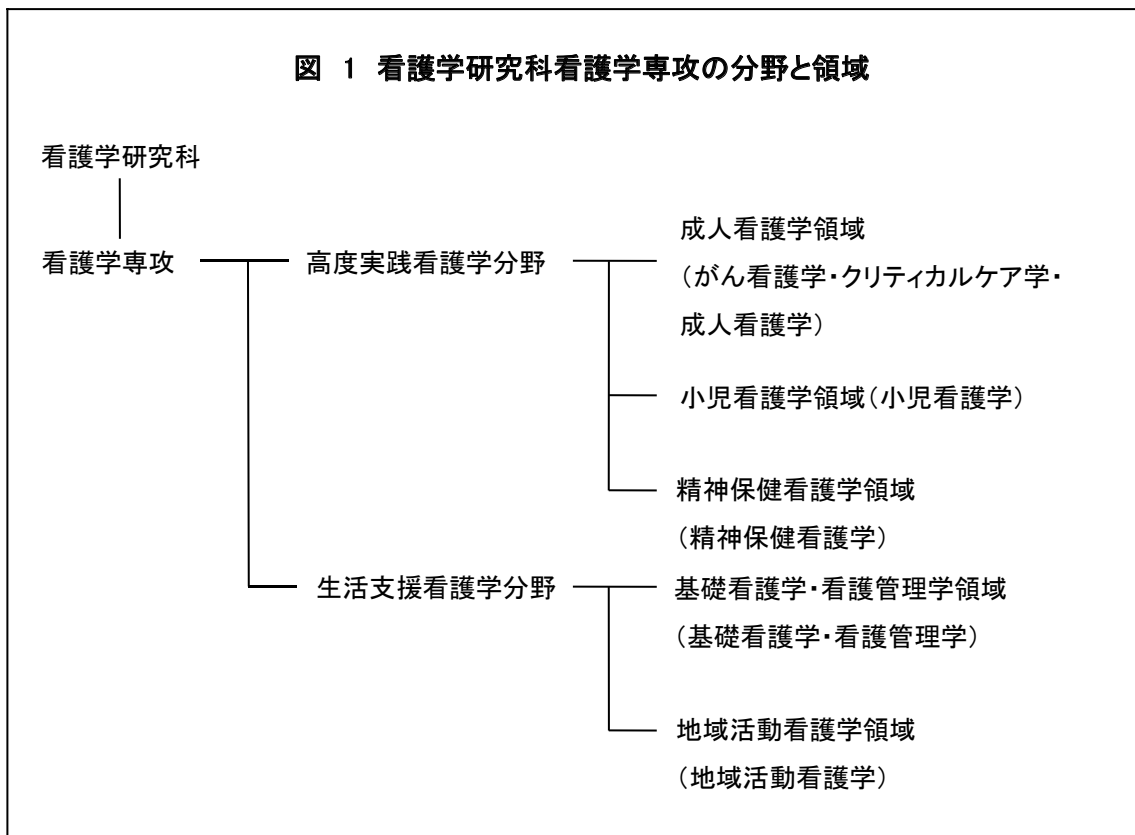 図 1 看護学研究科看護学専攻の分野と領域
看護学研究科
看護学専攻
高度実践看護学分野
成人看護学領域
（がん看護学・クリティカルケア学・
成人看護学）
小児看護学領域（小児看護学）
精神保健看護学領域
（精神保健看護学）
生活支援看護学分野
基礎看護学・看護管理学領域
（基礎看護学・看護管理学）
地域活動看護学領域
（地域活動看護学）